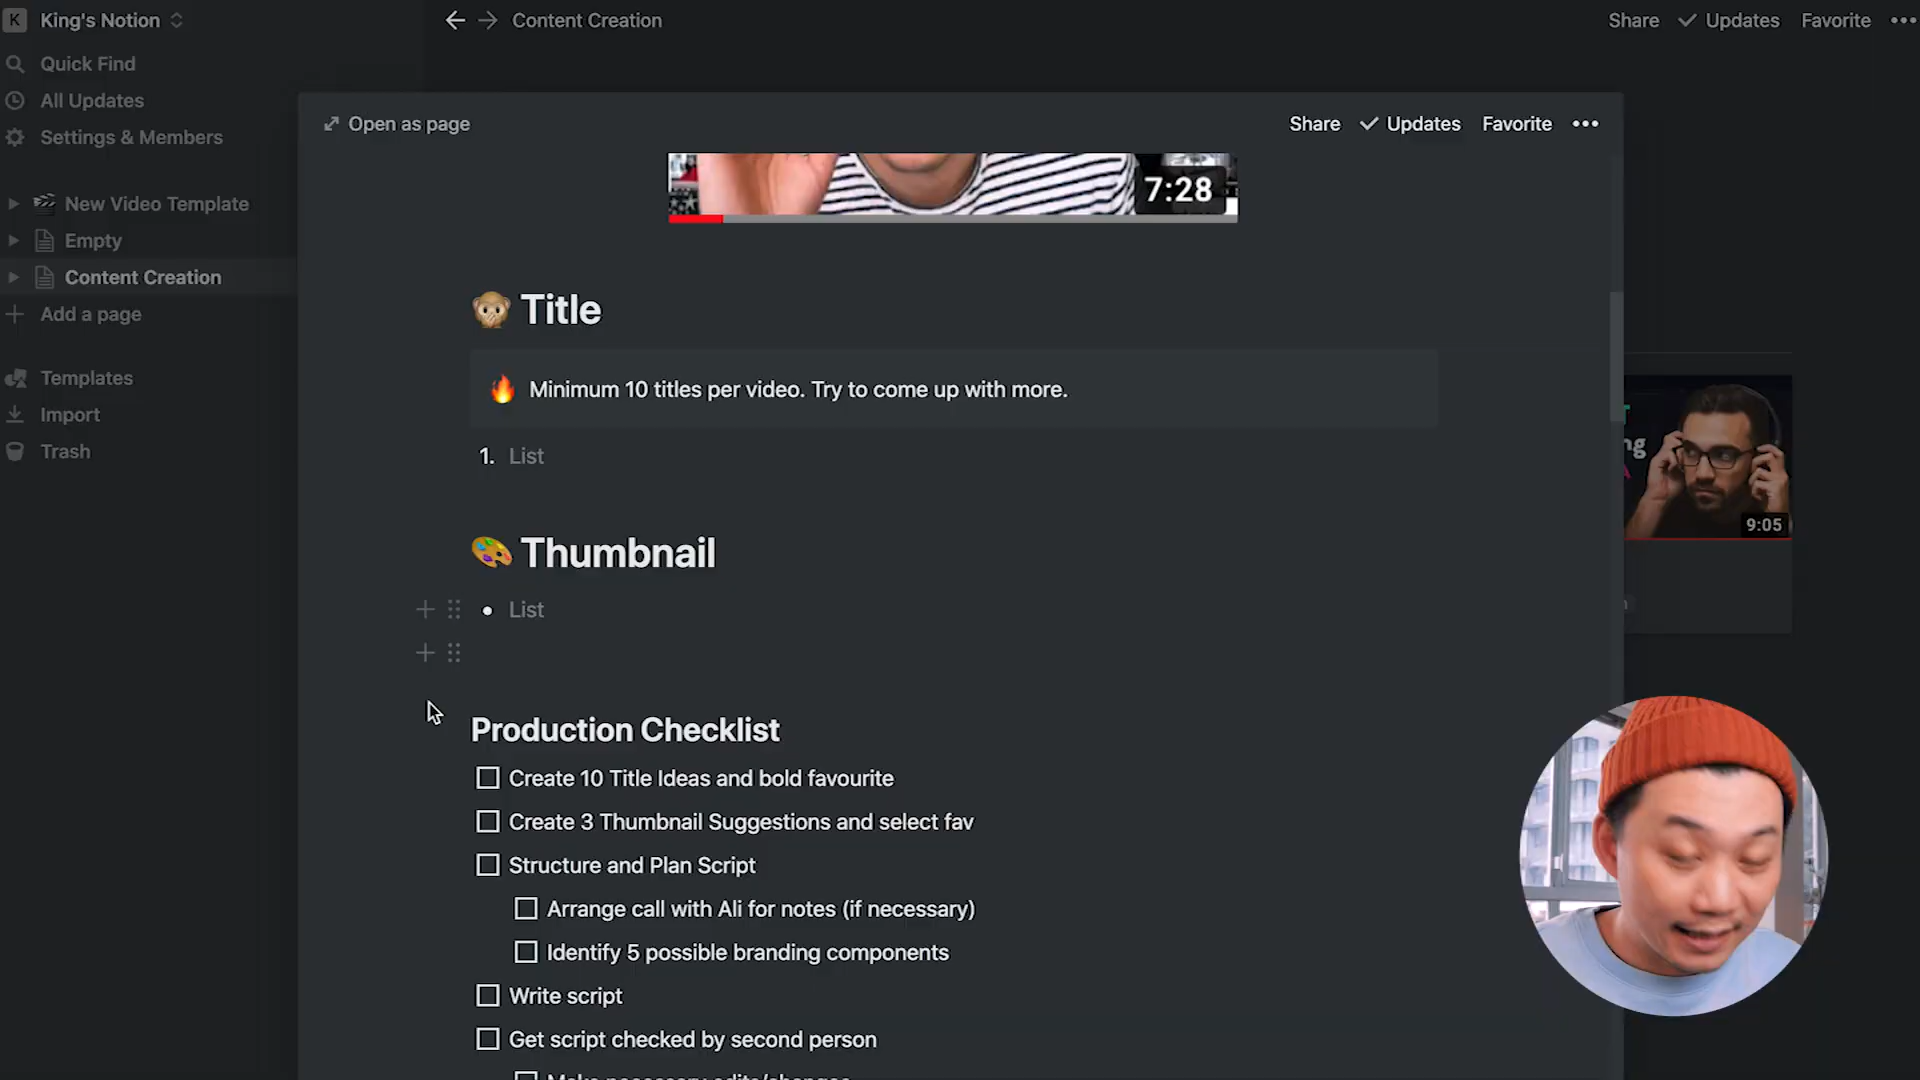 K King's Notion
Content Creation
Share Updates Favorite
Quick Find
All Updates
Settings & Members
New Video Template
Empty
Content Creation
Add a page
Templates
Import
Trash
Open as page
Share Updates Favorite
7:28
Title
Minimum 10 titles per video. Try to come up with more.
1. List
Thumbnail
• List
Production Checklist
Create 10 Title Ideas and bold favourite
Create 3 Thumbnail Suggestions and select fav
Structure and Plan Script
Arrange call with Ali for notes (if necessary)
Identify 5 possible branding components
Write script
Get script checked by second person
Make necessary edits/changes
9:05